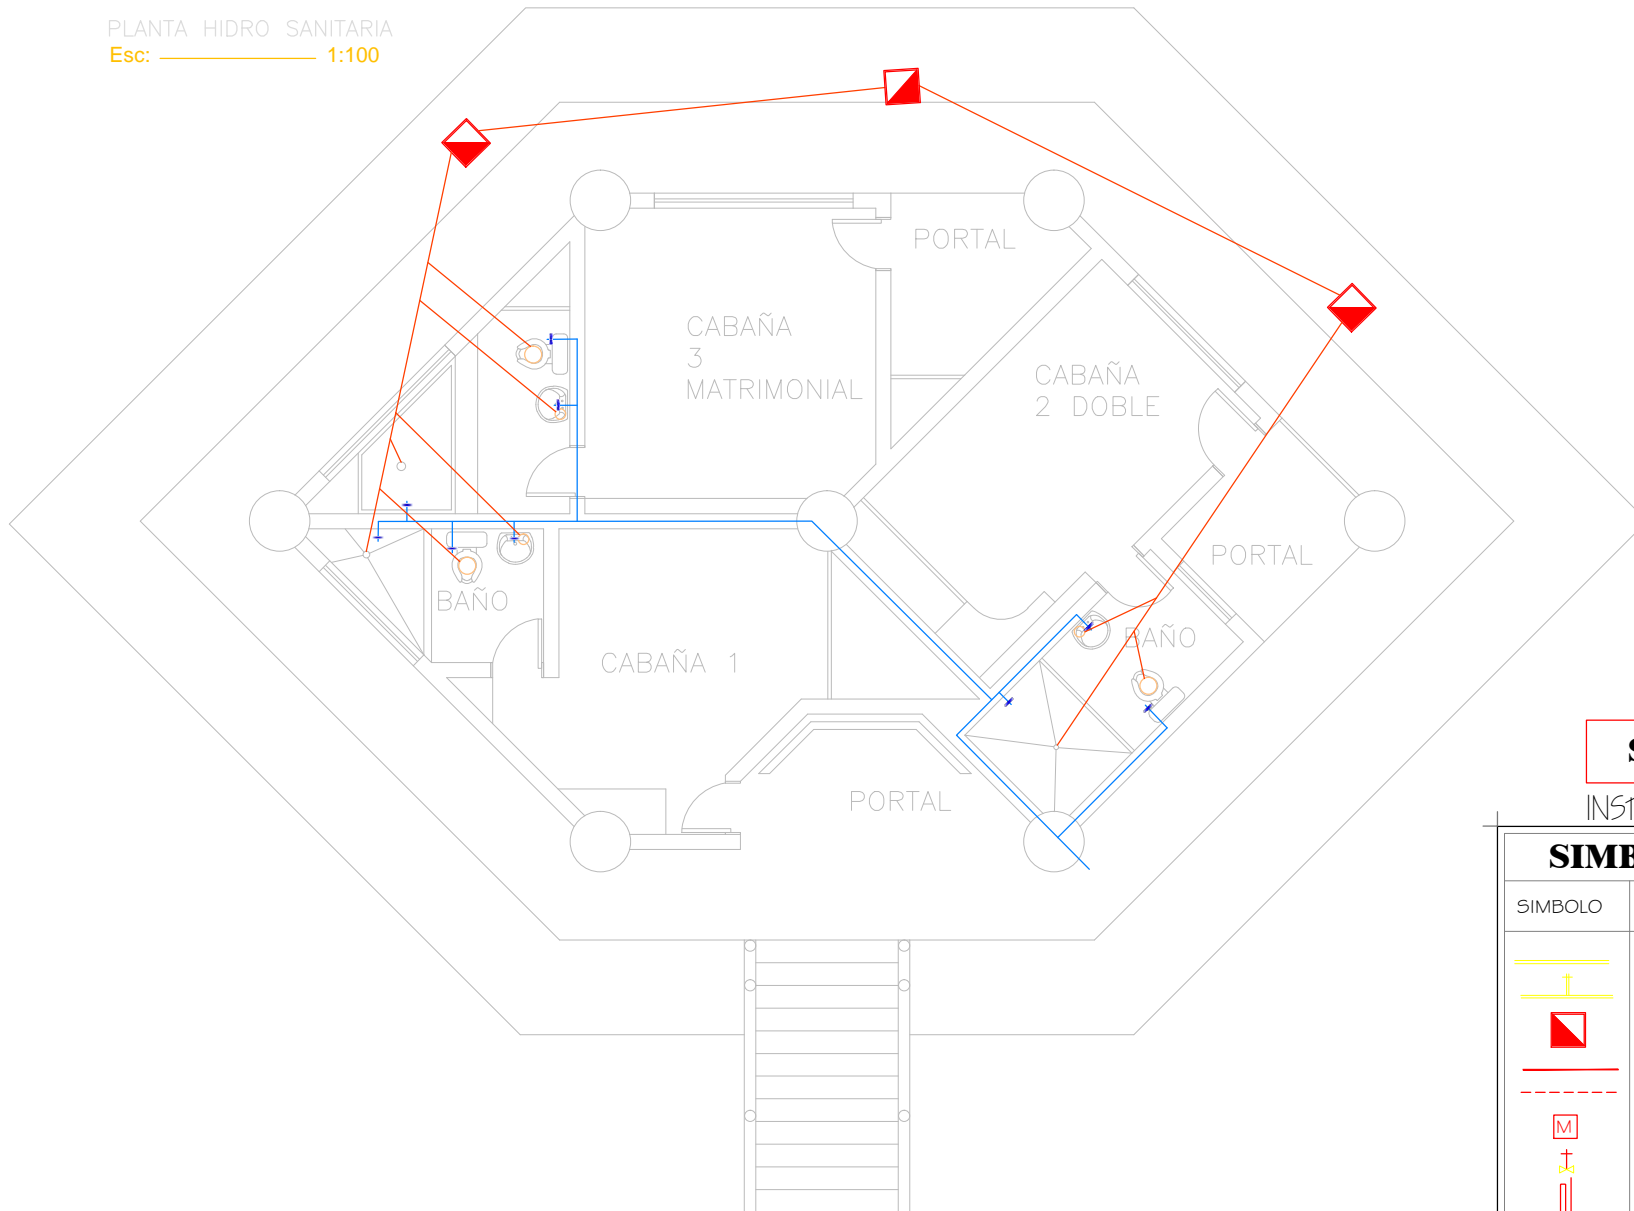 PLANTA HIDRO SANITARIA
Esc: 1:100
PORTAL
CABAÑA
3
MATRIMONIAL
CABAÑA
2 DOBLE
PORTAL
BAÑO
BAÑO
CABAÑA 1
PORTAL
SIMBOLO
M